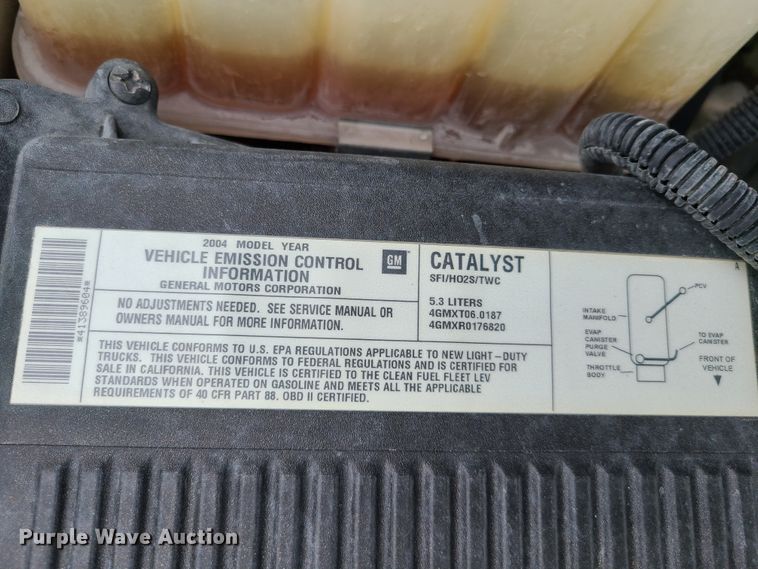 2004 MODEL YEAR
VEHICLE EMISSION CONTROL
INFORMATION
GENERAL MOTORS CORPORATION
GM
NO ADJUSTMENTS NEEDED. SEE SERVICE MANUAL OR
OWNERS MANUAL FOR MORE INFORMATION.
THIS VEHICLE CONFORMS TO U.S. EPA REGULATIONS APPLICABLE TO NEW LIGHT-DUTY
TRUCKS. THIS VEHICLE CONFORMS TO FEDERAL REGULATIONS AND IS CERTIFIED FOR
SALE IN CALIFORNIA. THIS VEHICLE IS CERTIFIED TO THE CLEAN FUEL FLEET LEV
STANDARDS WHEN OPERATED ON GASOLINE AND MEETS ALL THE APPLICABLE
REQUIREMENTS OF 40 CFR PART 88. OBD II CERTIFIED.
*41389604*
CATALYST
SFI/HO2S/TWC
5.3 LITERS
4GMXT06.0187
4GMXR0176820
A
PCV
INTAKE
MANIFOLD
EVAP
CANISTER
PURGE
VALVE
THROTTLE
BODY
TO EVAP
CANISTER
FRONT OF
VEHICLE
Purple Wave Auction